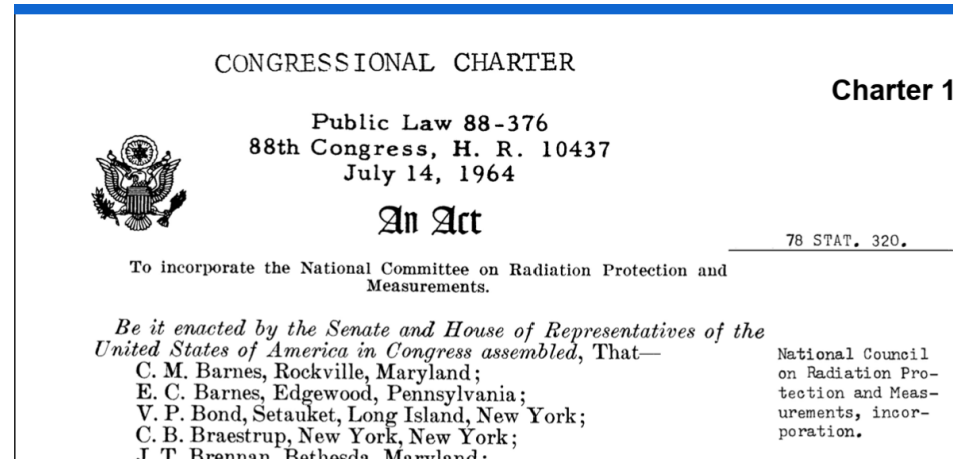 CONGRESSIONAL CHARTER
Charter 1
Public Law 88-376
88th Congress, H. R. 10437
July 14, 1964
An Act
78 STAT. 320.
To incorporate the National Committee on Radiation Protection and
Measurements.
Be it enacted by the Senate and House of Representatives of the
United States of America in Congress assembled, That—
C. M. Barnes, Rockville, Maryland;
E. C. Barnes, Edgewood, Pennsylvania;
V. P. Bond, Setauket, Long Island, New York;
C. B. Braestrup, New York, New York;
J. T. Brennan, Bethesda, Maryland;
National Council
on Radiation Pro-
tection and Meas-
urements, incor-
poration.